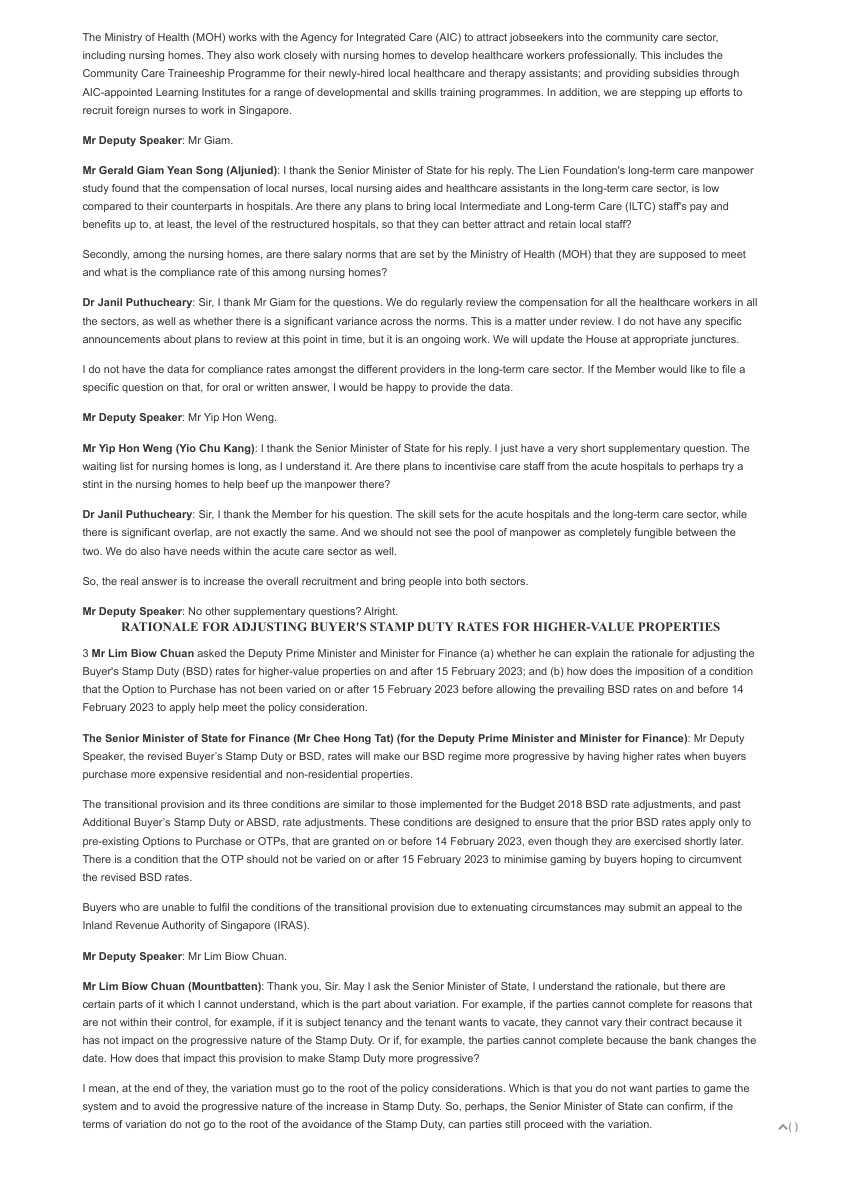 The Ministry of Health (MOH) works with the Agency for Integrated Care (AIC) to attract jobseekers into the community care sector,
including nursing homes. They also work closely with nursing homes to develop healthcare workers professionally. This includes the
Community Care Traineeship Programme for their newly-hired local healthcare and therapy assistants; and providing subsidies through
AIC-appointed Learning Institutes for a range of developmental and skills training programmes. In addition, we are stepping up efforts to
recruit foreign nurses to work in Singapore.
Mr Deputy Speaker: Mr Giam.
Mr Gerald Giam Yean Song (Aljunied): I thank the Senior Minister of State for his reply. The Lien Foundation's long-term care manpower
study found that the compensation of local nurses, local nursing aides and healthcare assistants in the long-term care sector, is low
compared to their counterparts in hospitals. Are there any plans to bring local Intermediate and Long-term Care (ILTC) staff's pay and
benefits up to, at least, the level of the restructured hospitals, so that they can better attract and retain local staff?
Secondly, among the nursing homes, are there salary norms that are set by the Ministry of Health (MOH) that they are supposed to meet
and what is the compliance rate of this among nursing homes?
Dr Janil Puthucheary: Sir, I thank Mr Giam for the questions. We do regularly review the compensation for all the healthcare workers in all
the sectors, as well as whether there is a significant variance across the norms. This is a matter under review. I do not have any specific
announcements about plans to review at this point in time, but it is an ongoing work. We will update the House at appropriate junctures.
I do not have the data for compliance rates amongst the different providers in the long-term care sector. If the Member would like to file a
specific question on that, for oral or written answer, I would be happy to provide the data.
Mr Deputy Speaker: Mr Yip Hon Weng.
Mr Yip Hon Weng (Yio Chu Kang): I thank the Senior Minister of State for his reply. I just have a very short supplementary question. The
waiting list for nursing homes is long, as I understand it. Are there plans to incentivise care staff from the acute hospitals to perhaps try a
stint in the nursing homes to help beef up the manpower there?
Dr Janil Puthucheary: Sir, I thank the Member for his question. The skill sets for the acute hospitals and the long-term care sector, while
there is significant overlap, are not exactly the same. And we should not see the pool of manpower as completely fungible between the
two. We do also have needs within the acute care sector as well.
So, the real answer is to increase the overall recruitment and bring people into both sectors.
Mr Deputy Speaker: No other supplementary questions? Alright.
RATIONALE FOR ADJUSTING BUYER'S STAMP DUTY RATES FOR HIGHER-VALUE PROPERTIES
3 Mr Lim Biow Chuan asked the Deputy Prime Minister and Minister for Finance (a) whether he can explain the rationale for adjusting the
Buyer's Stamp Duty (BSD) rates for higher-value properties on and after 15 February 2023; and (b) how does the imposition of a condition
that the Option to Purchase has not been varied on or after 15 February 2023 before allowing the prevailing BSD rates on and before 14
February 2023 to apply help meet the policy consideration.
The Senior Minister of State for Finance (Mr Chee Hong Tat) (for the Deputy Prime Minister and Minister for Finance): Mr Deputy
Speaker, the revised Buyer's Stamp Duty or BSD, rates will make our BSD regime more progressive by having higher rates when buyers
purchase more expensive residential and non-residential properties.
The transitional provision and its three conditions are similar to those implemented for the Budget 2018 BSD rate adjustments, and past
Additional Buyer's Stamp Duty or ABSD, rate adjustments. These conditions are designed to ensure that the prior BSD rates apply only to
pre-existing Options to Purchase or OTPs, that are granted on or before 14 February 2023, even though they are exercised shortly later.
There is a condition that the OTP should not be varied on or after 15 February 2023 to minimise gaming by buyers hoping to circumvent
the revised BSD rates.
Buyers who are unable to fulfil the conditions of the transitional provision due to extenuating circumstances may submit an appeal to the
Inland Revenue Authority of Singapore (IRAS).
Mr Deputy Speaker: Mr Lim Biow Chuan.
Mr Lim Biow Chuan (Mountbatten): Thank you, Sir. May I ask the Senior Minister of State, I understand the rationale, but there are
certain parts of it which I cannot understand, which is the part about variation. For example, if the parties cannot complete for reasons that
are not within their control, for example, if it is subject tenancy and the tenant wants to vacate, they cannot vary their contract because it
has not impact on the progressive nature of the Stamp Duty. Or if, for example, the parties cannot complete because the bank changes the
date. How does that impact this provision to make Stamp Duty more progressive?
I mean, at the end of they, the variation must go to the root of the policy considerations. Which is that you do not want parties to game the
system and to avoid the progressive nature of the increase in Stamp Duty. So, perhaps, the Senior Minister of State can confirm, if the
terms of variation do not go to the root of the avoidance of the Stamp Duty, can parties still proceed with the variation.
( )